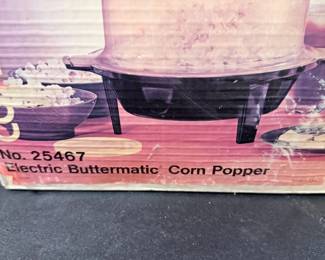 No. 25467
Electric Buttermatic Corn Popper